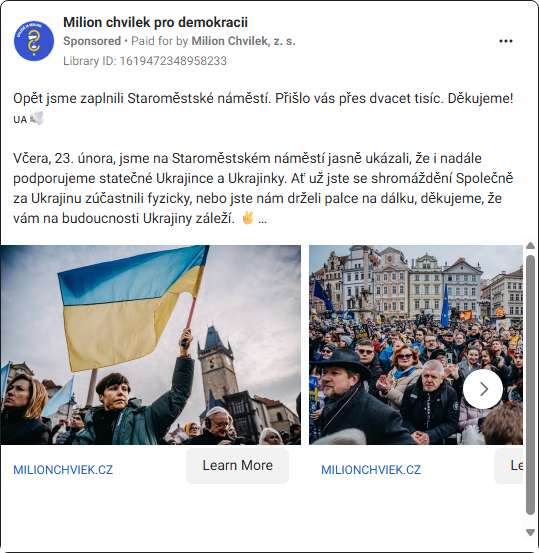 Milion chvilek pro demokracii
Sponsored • Paid for by Milion Chvilek, z. s.
Library ID: 1619472348958233
Opět jsme zaplnili Staroměstské náměstí. Přišlo vás přes dvacet tisíc. Děkujeme!
UA🕊️
Včera, 23. února, jsme na Staroměstském náměstí jasně ukázali, že i nadále
podporujeme statečné Ukrajince a Ukrajinky. Ať už jste se shromáždění Společně
za Ukrajinu zúčastnili fyzicky, nebo jste nám drželi palce na dálku, děkujeme, že
vám na budoucnosti Ukrajiny záleží. ✌️ ...
MILIONCHVIEK.CZ
Learn More
MILIONCHVIEK.CZ
Le